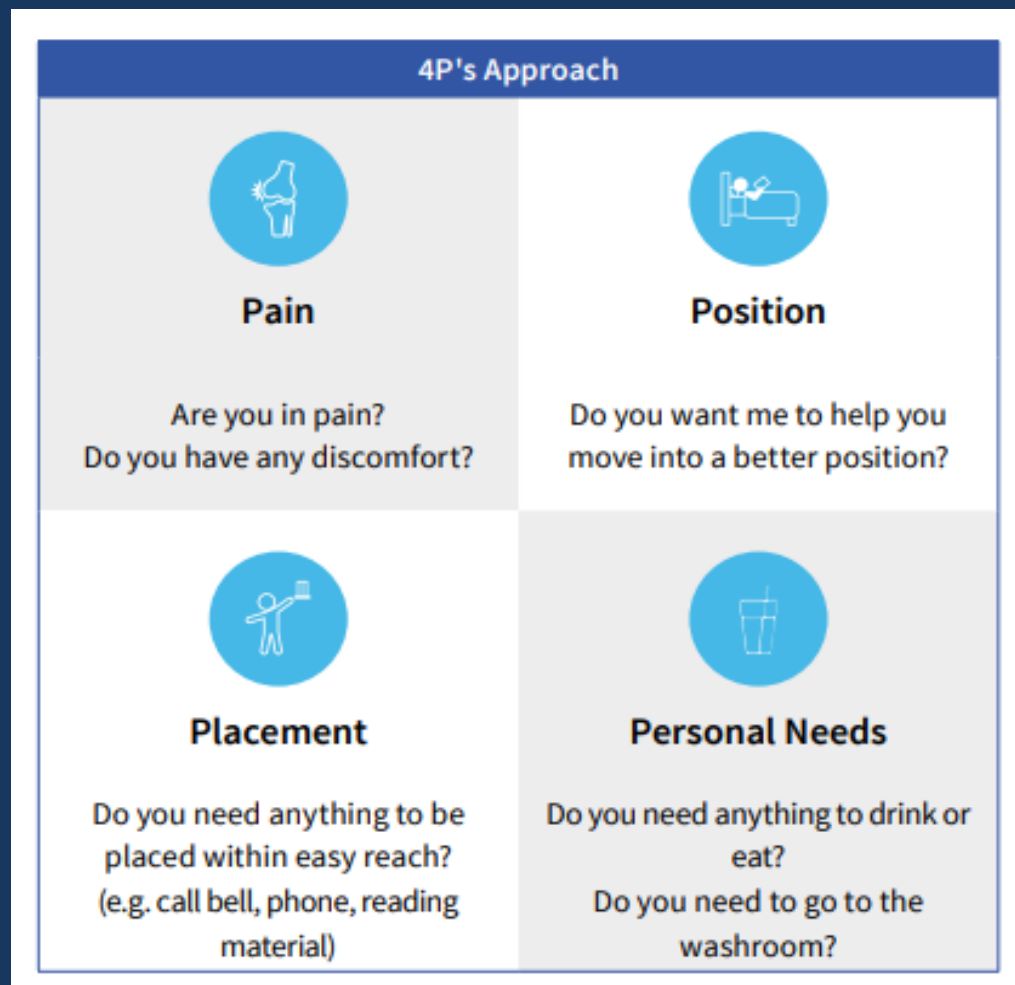 4P's Approach
Pain
Are you in pain?
Do you have any discomfort?
Position
Do you want me to help you
move into a better position?
Placement
Do you need anything to be
placed within easy reach?
(e.g. call bell, phone, reading
material)
Personal Needs
Do you need anything to drink or
eat?
Do you need to go to the
washroom?